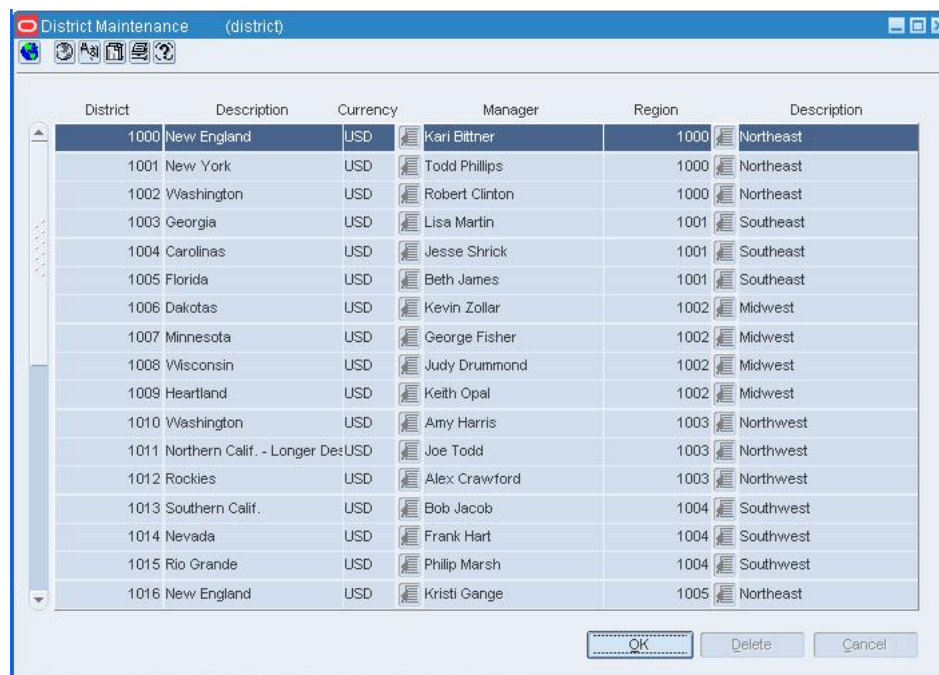 District Maintenance (district)
District Description Currency Manager Region Description
1000 New England USD Kari Bittner 1000 Northeast
1001 New York USD Todd Phillips 1000 Northeast
1002 Washington USD Robert Clinton 1000 Northeast
1003 Georgia USD Lisa Martin 1001 Southeast
1004 Carolinas USD Jesse Shrick 1001 Southeast
1005 Florida USD Beth James 1001 Southeast
1006 Dakotas USD Kevin Zollar 1002 Midwest
1007 Minnesota USD George Fisher 1002 Midwest
1008 Wisconsin USD Judy Drummond 1002 Midwest
1009 Heartland USD Keith Opal 1002 Midwest
1010 Washington USD Amy Harris 1003 Northwest
1011 Northern Calif. - Longer Des USD Joe Todd 1003 Northwest
1012 Rockies USD Alex Crawford 1003 Northwest
1013 Southern Calif. USD Bob Jacob 1004 Southwest
1014 Nevada USD Frank Hart 1004 Southwest
1015 Rio Grande USD Philip Marsh 1004 Southwest
1016 New England USD Kristi Gange 1005 Northeast
OK Delete Cancel